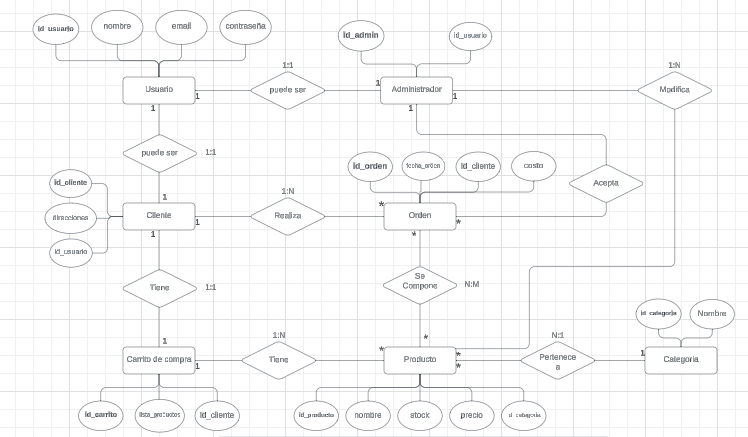 id_usuario
nombre
email
contraseña
id_admin
id_usuario
1:1
1:N
Usuario
1
puede ser
1
Administrador
1
Modifica
1
1
puede ser
1:1
id_orden
fecha_orden
id_cliente
costo
id_cliente
Acepta
1
1:N
*
direcciones
Cliente
1
Realiza
Orden
*
1
*
id_usuario
Tiene
1:1
Se
Compone
N:M
id_categoria
Nombre
1
1:N
*
*
N:1
1
Carrito de compra
1
Tiene
Producto
*
*
Pertenece
a
Categoria
id_carrito
lista_productos
id_cliente
id_producto
nombre
stock
precio
id_categoria